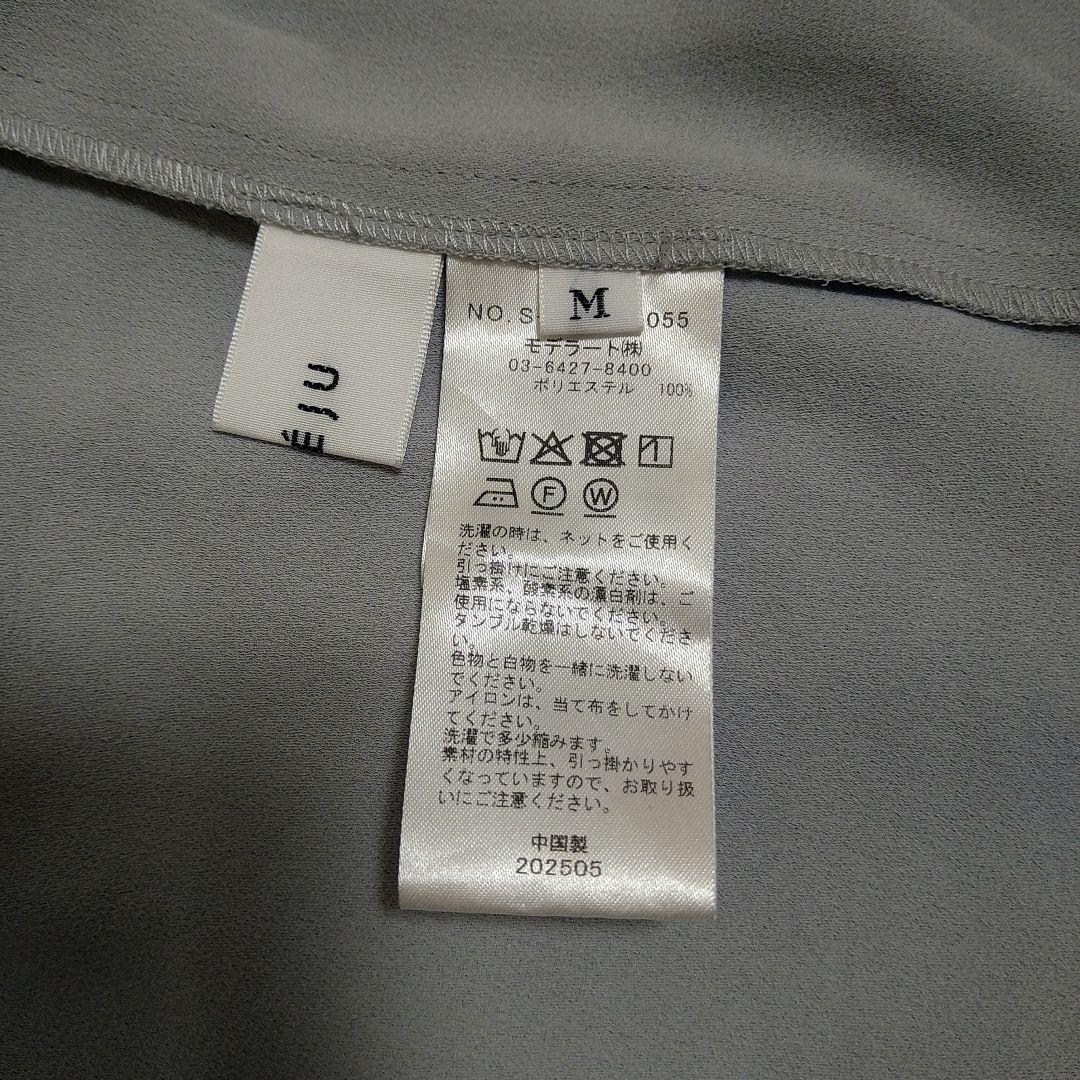 M
NO. S 055
モデラート(株)
03-6427-8400
ポリエステル 100%
F W
洗濯の時は、ネットをご使用く
ださい。
引っ掛けにご注意ください。
塩素系、酸素系の漂白剤は、ご
使用にならないでください。
タンブル乾燥はしないでくださ
い。
色物と白物を一緒に洗濯しない
でください。
アイロンは、当て布をしてかけ
てください。
洗濯で多少縮みます。
素材の特性上、引っ掛かりやす
くなっていますので、お取り扱
いにご注意ください。
中国製
202505